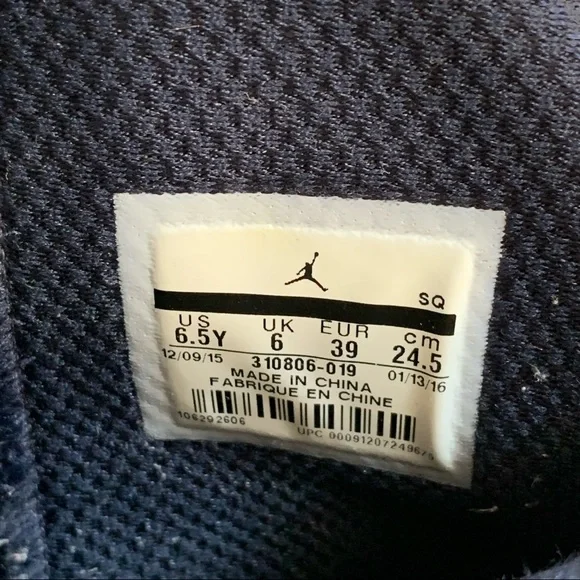 SQ
US UK EUR cm
6.5Y 6 39 24.5
12/09/15 310806-019 01/13/16
MADE IN CHINA
FABRIQUE EN CHINE
106292606
UPC